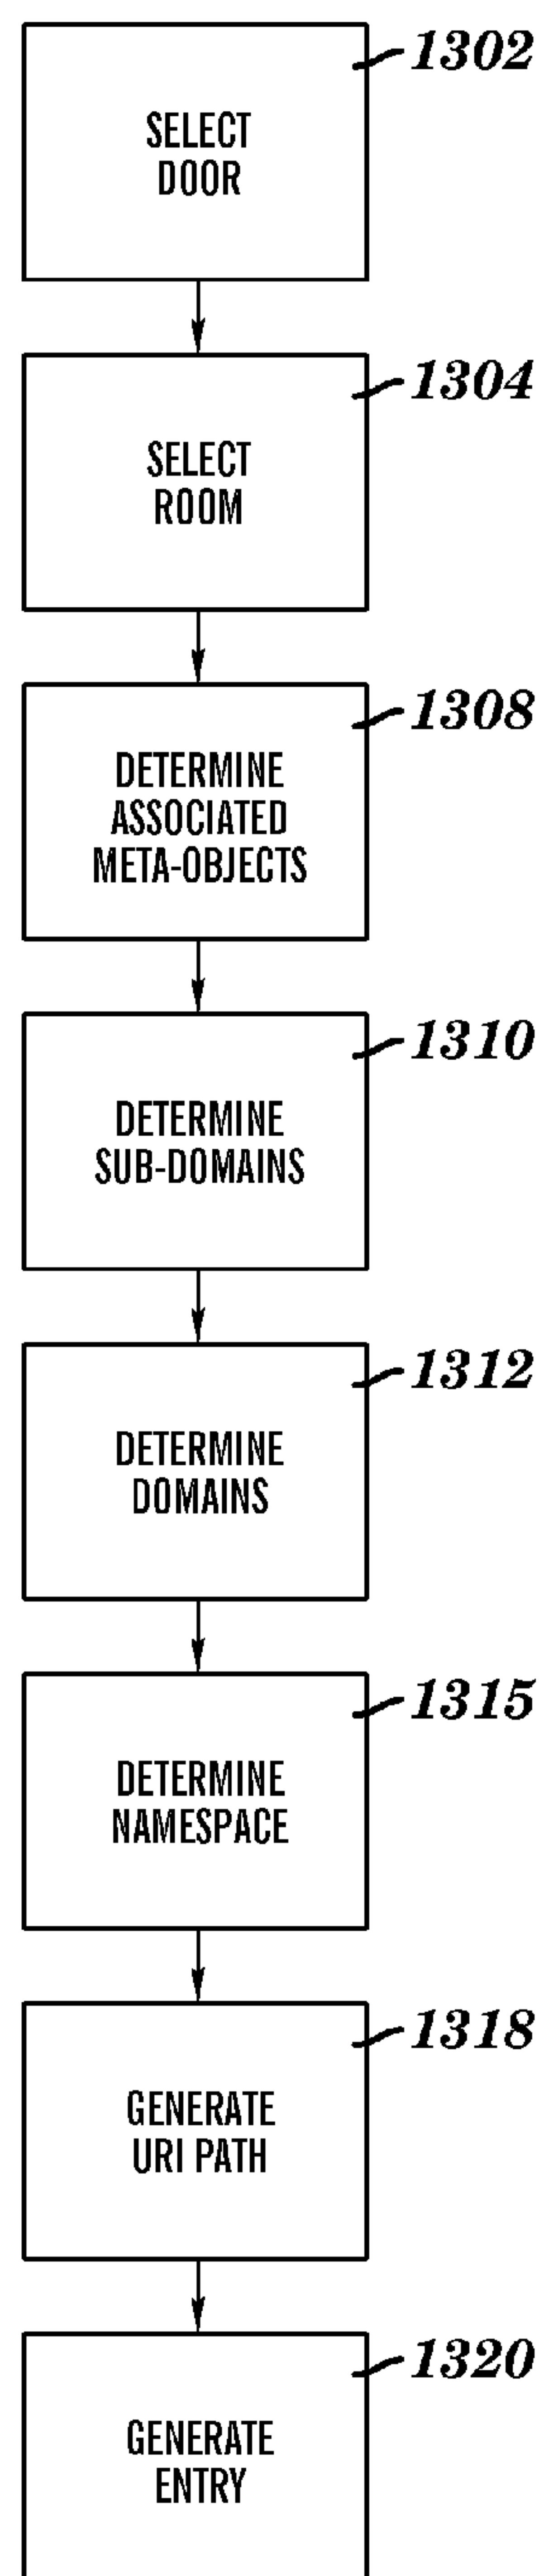 1302
SELECT
DOOR
1304
SELECT
ROOM
1308
DETERMINE
ASSOCIATED
META-OBJECTS
1310
DETERMINE
SUB-DOMAINS
1312
DETERMINE
DOMAINS
1315
DETERMINE
NAMESPACE
1318
GENERATE
URI PATH
1320
GENERATE
ENTRY